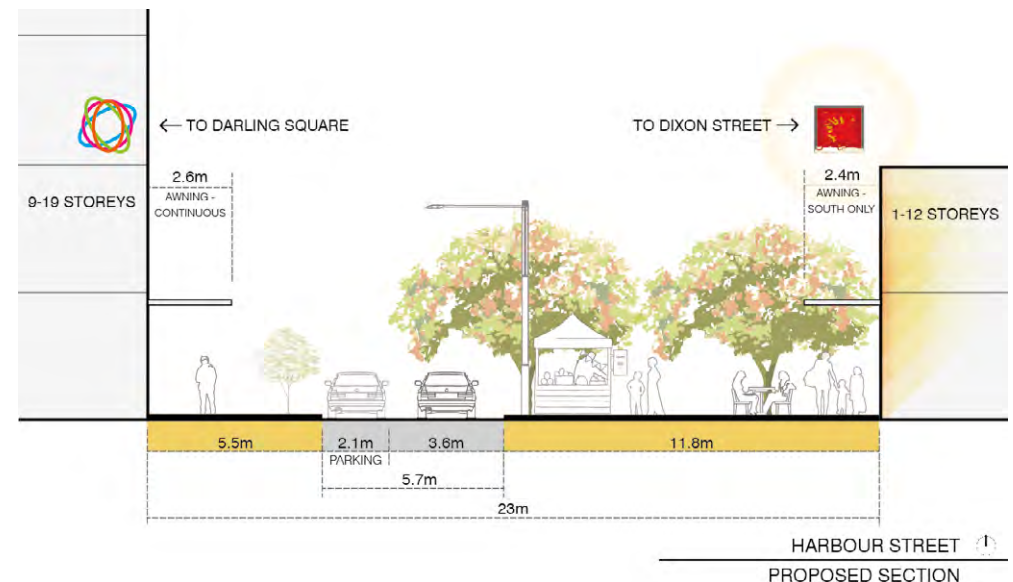 ← TO DARLING SQUARE
TO DIXON STREET →
2.6m
AWNING -
CONTINUOUS
2.4m
AWNING -
SOUTH ONLY
9-19 STOREYS
1-12 STOREYS
5.5m
2.1m
3.6m
11.8m
PARKING
5.7m
23m
HARBOUR STREET
PROPOSED SECTION